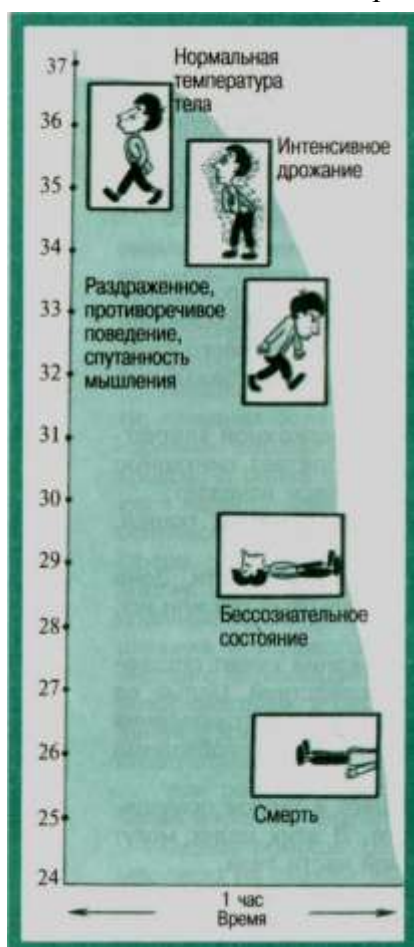 37
Нормальная
температура
тела
36
Интенсивное
дрожание
35
34
Раздраженное,
противоречивое
поведение,
спутанность
мышления
33
32
31
30
29
Бессознательное
состояние
28
27
26
Смерть
25
24
1 час
Время